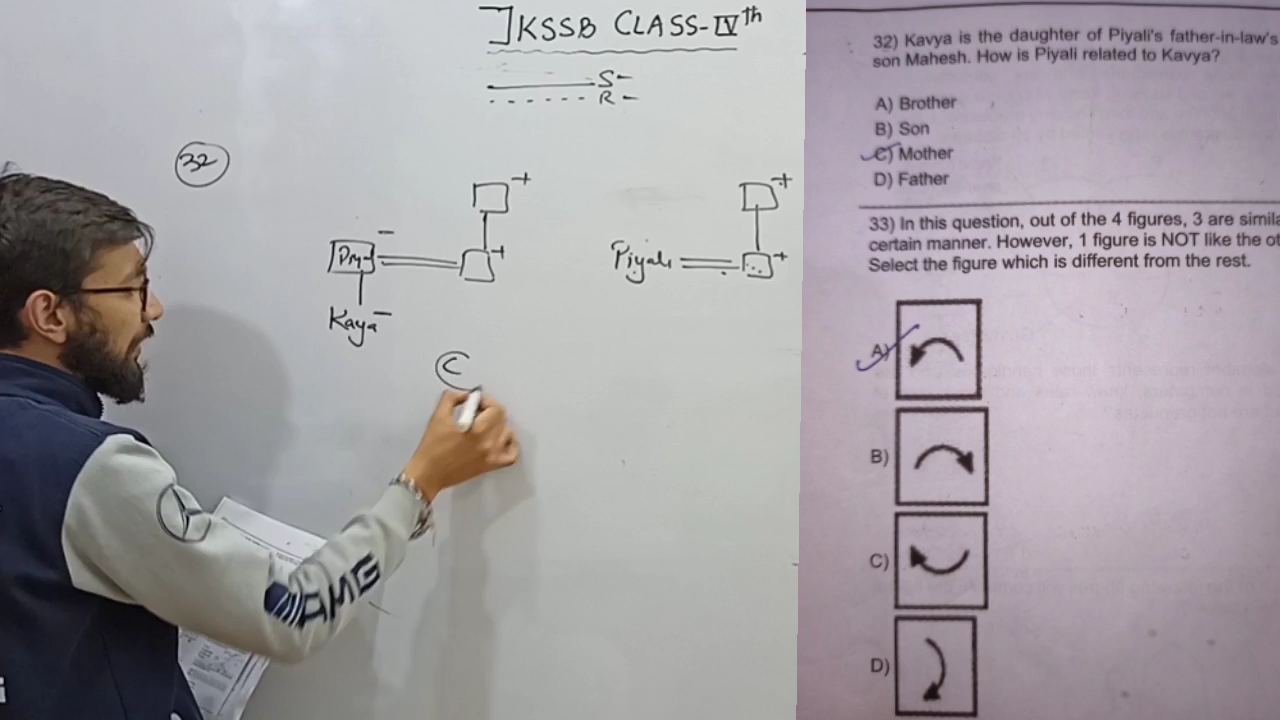 JKSSB CLASS-IVth
S-
R -
32
+
+
-
+
+
Piyali
Kaya-
C
AMG
32) Kavya is the daughter of Piyali's father-in-law's
son Mahesh. How is Piyali related to Kavya?
A) Brother
B) Son
C) Mother
D) Father
33) In this question, out of the 4 figures, 3 are simila
certain manner. However, 1 figure is NOT like the ot
Select the figure which is different from the rest.
A)
B)
C)
D)